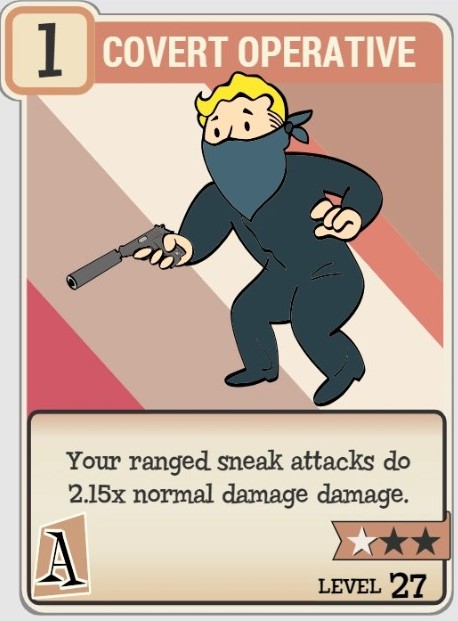 1
COVERT OPERATIVE
Your ranged sneak attacks do
2.15x normal damage damage.
A
LEVEL 27